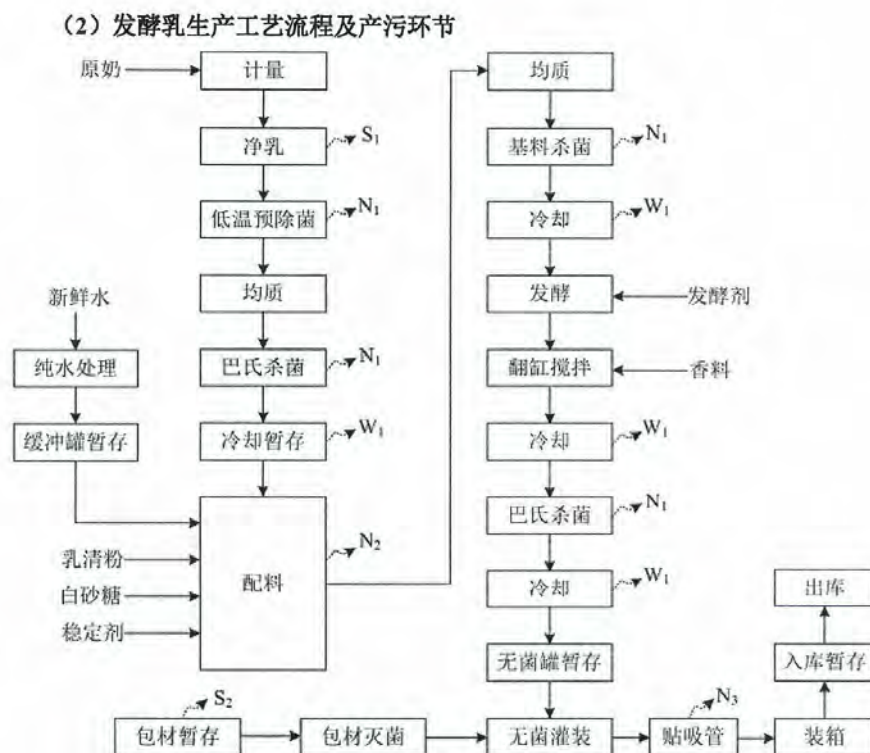 （2）发酵乳生产工艺流程及产污环节
原奶
计量
净乳
S₁
低温预除菌
N₁
均质
巴氏杀菌
N₁
冷却暂存
W₁
新鲜水
纯水处理
缓冲罐暂存
乳清粉
白砂糖
稳定剂
配料
N₂
均质
基料杀菌
N₁
冷却
W₁
发酵
发酵剂
翻缸搅拌
香料
冷却
W₁
巴氏杀菌
N₁
冷却
W₁
无菌罐暂存
包材暂存
S₂
包材灭菌
无菌灌装
贴吸管
N₃
装箱
入库暂存
出库